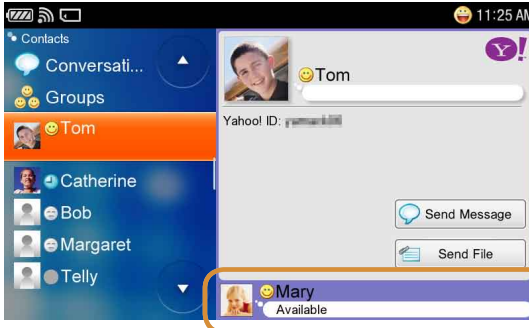 11:25 AM
Contacts
Conversati...
Groups
Tom
Catherine
Bob
Margaret
Telly
Y!
Tom
Yahoo! ID:
Send Message
Send File
Mary
Available